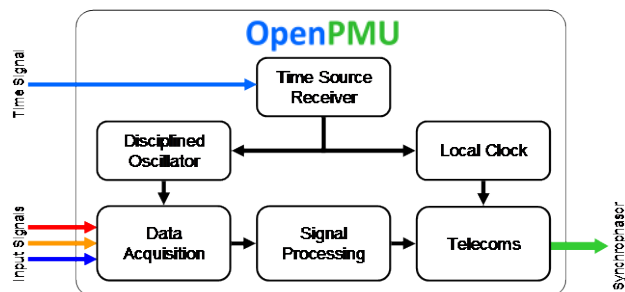 OpenPMU
Time Signal
Time Source
Receiver
Disciplined
Oscillator
Local Clock
Input Signals
Data
Acquisition
Signal
Processing
Telecoms
Synchrophasor